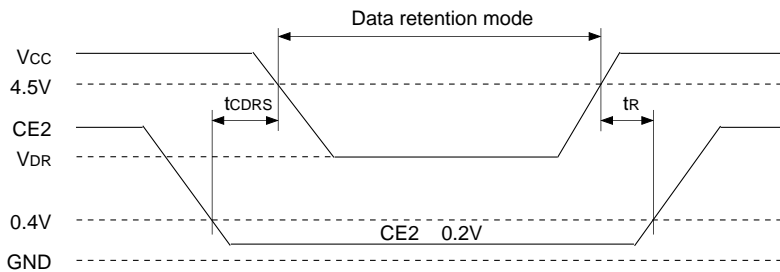 Data retention mode
VCC
4.5V
tCDRS
tR
CE2
VDR
0.4V
CE2 0.2V
GND